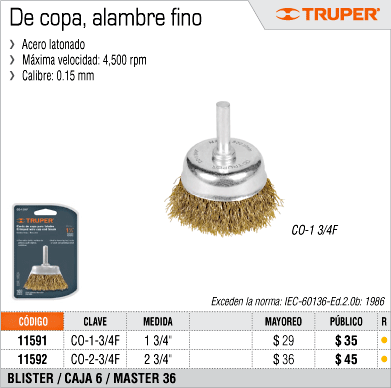 De copa, alambre fino
TRUPER®
› Acero latonado
› Máxima velocidad: 4,500 rpm
› Calibre: 0.15 mm
TRUPER
CO-1 3/4F
Exceden la norma: IEC-60136-Ed.2.0b: 1986
CÓDIGO CLAVE MEDIDA MAYOREO PÚBLICO R
11591 CO-1-3/4F 1 3/4" $ 29 $ 35
11592 CO-2-3/4F 2 3/4" $ 36 $ 45
BLISTER / CAJA 6 / MASTER 36